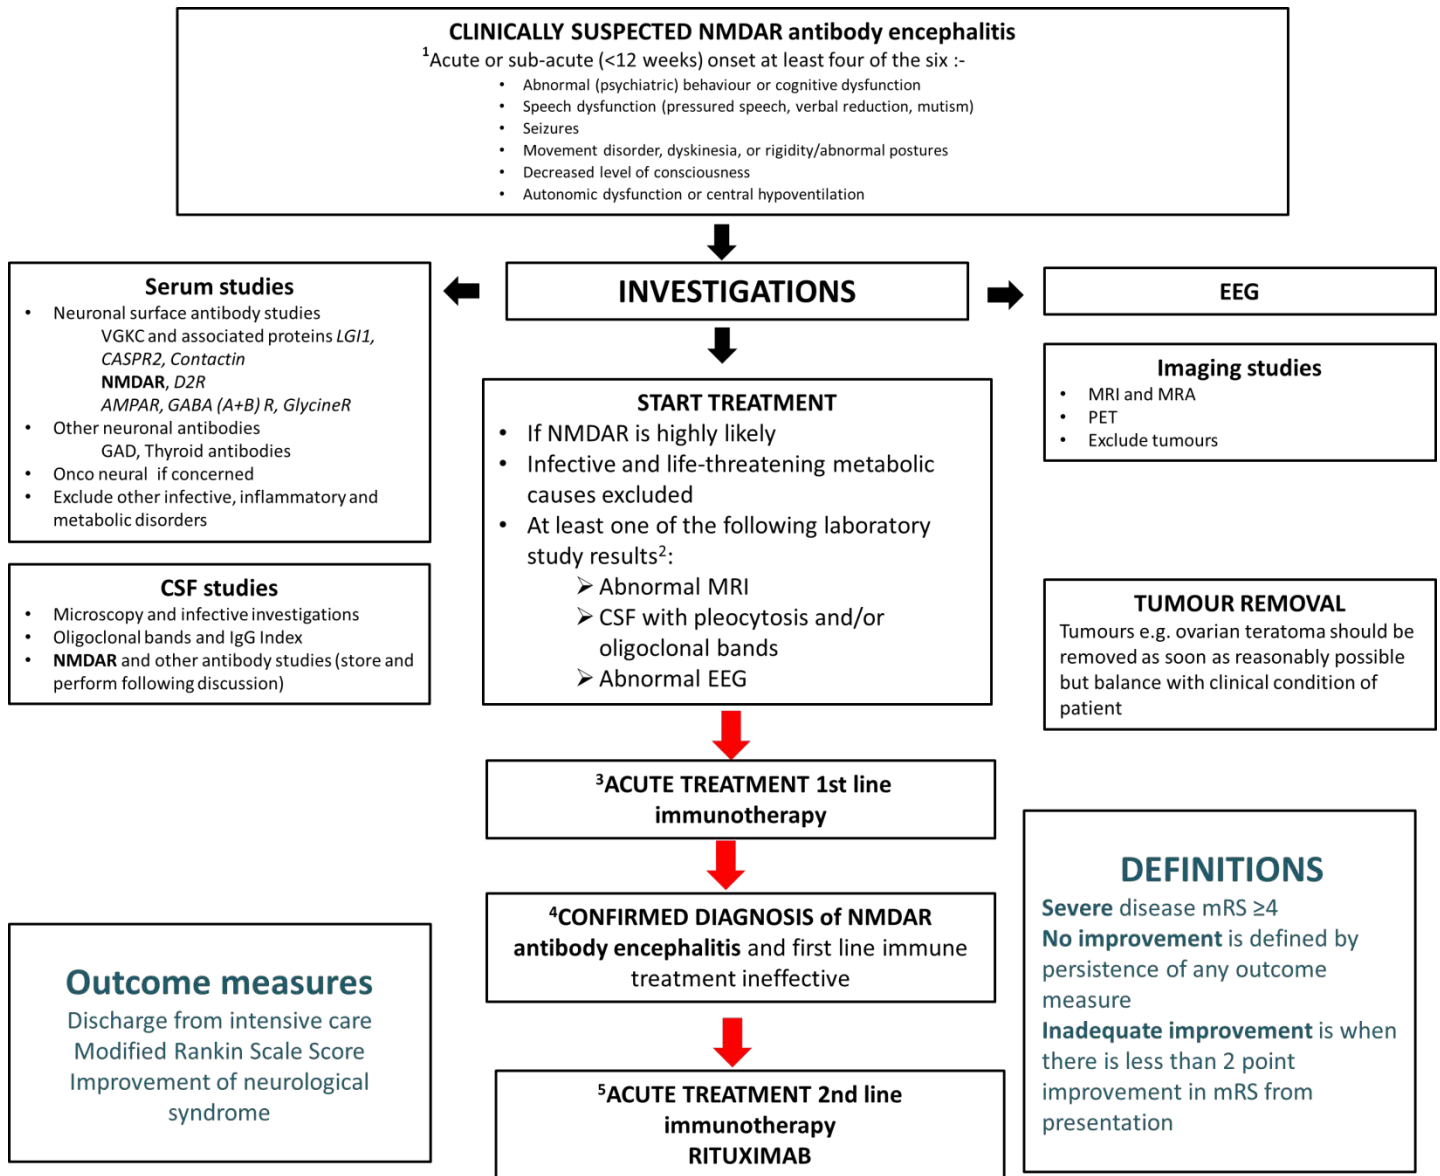 CLINICALLY SUSPECTED NMDAR antibody encephalitis
¹Acute or sub-acute (<12 weeks) onset at least four of the six :-
• Abnormal (psychiatric) behaviour or cognitive dysfunction
• Speech dysfunction (pressured speech, verbal reduction, mutism)
• Seizures
• Movement disorder, dyskinesia, or rigidity/abnormal postures
• Decreased level of consciousness
• Autonomic dysfunction or central hypoventilation
INVESTIGATIONS
Serum studies
• Neuronal surface antibody studies
VGKC and associated proteins LGI1,
CASPR2, Contactin
NMDAR, D2R
AMPAR, GABA (A+B) R, GlycineR
• Other neuronal antibodies
GAD, Thyroid antibodies
• Onco neural if concerned
• Exclude other infective, inflammatory and
metabolic disorders
CSF studies
• Microscopy and infective investigations
• Oligoclonal bands and IgG Index
• NMDAR and other antibody studies (store and
perform following discussion)
EEG
Imaging studies
• MRI and MRA
• PET
• Exclude tumours
START TREATMENT
• If NMDAR is highly likely
• Infective and life-threatening metabolic
causes excluded
• At least one of the following laboratory
study results²:
➤ Abnormal MRI
➤ CSF with pleocytosis and/or
oligoclonal bands
➤ Abnormal EEG
TUMOUR REMOVAL
Tumours e.g. ovarian teratoma should be
removed as soon as reasonably possible
but balance with clinical condition of
patient
³ACUTE TREATMENT 1st line
immunotherapy
⁴CONFIRMED DIAGNOSIS of NMDAR
antibody encephalitis and first line immune
treatment ineffective
⁵ACUTE TREATMENT 2nd line
immunotherapy
RITUXIMAB
Outcome measures
Discharge from intensive care
Modified Rankin Scale Score
Improvement of neurological
syndrome
DEFINITIONS
Severe disease mRS ≥4
No improvement is defined by
persistence of any outcome
measure
Inadequate improvement is when
there is less than 2 point
improvement in mRS from
presentation